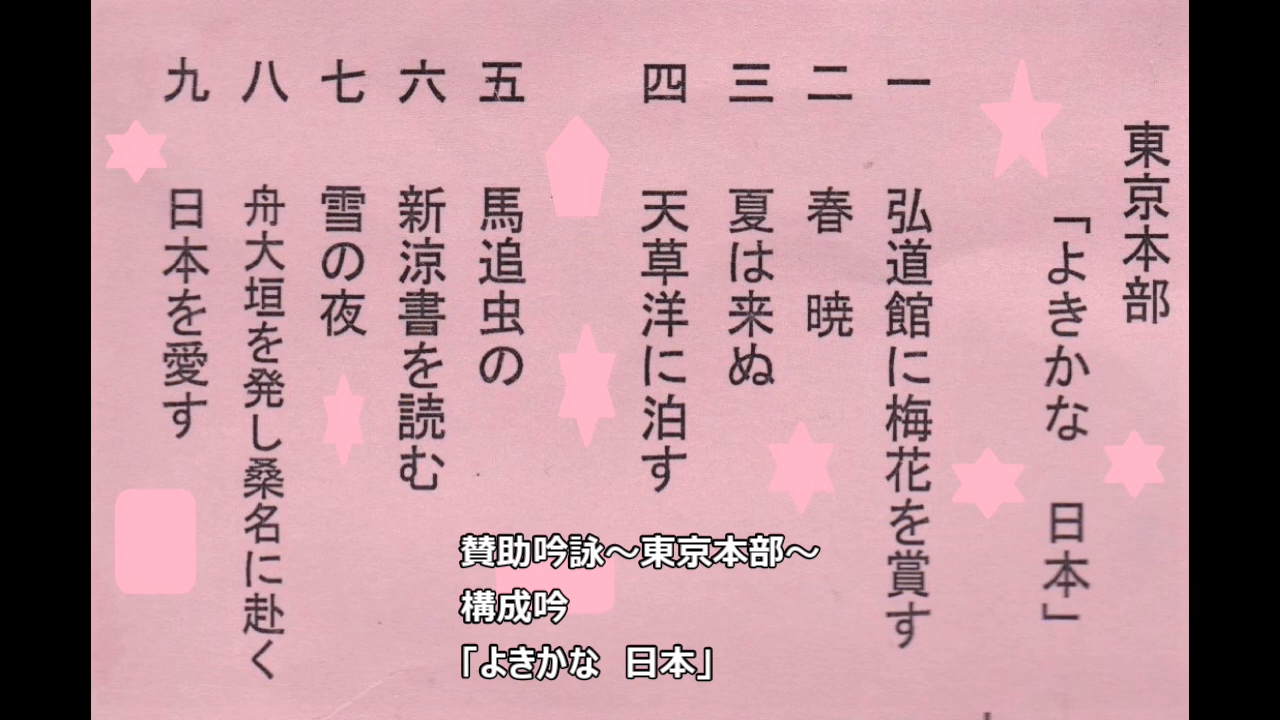 東京本部
「よきかな　日本」
一　弘道館に梅花を賞す
二　春　暁
三　夏は来ぬ
四　天草洋に泊す
五　馬追虫の
六　新涼書を読む
七　雪の夜
八　舟大垣を発し桑名に赴く
九　日本を愛す
賛助吟詠～東京本部～
構成吟
「よきかな　日本」